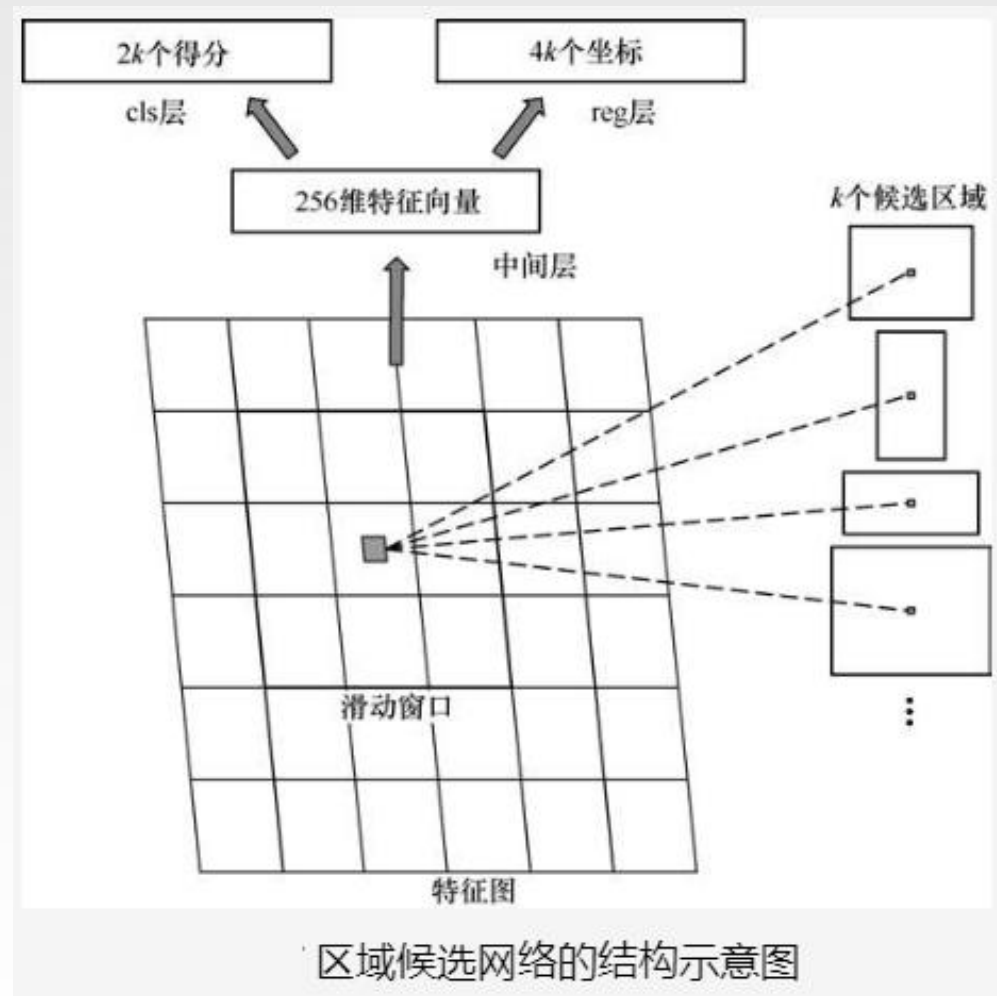 2k个得分
4k个坐标
cls层
reg层
256维特征向量
k个候选区域
中间层
滑动窗口
特征图
区域候选网络的结构示意图